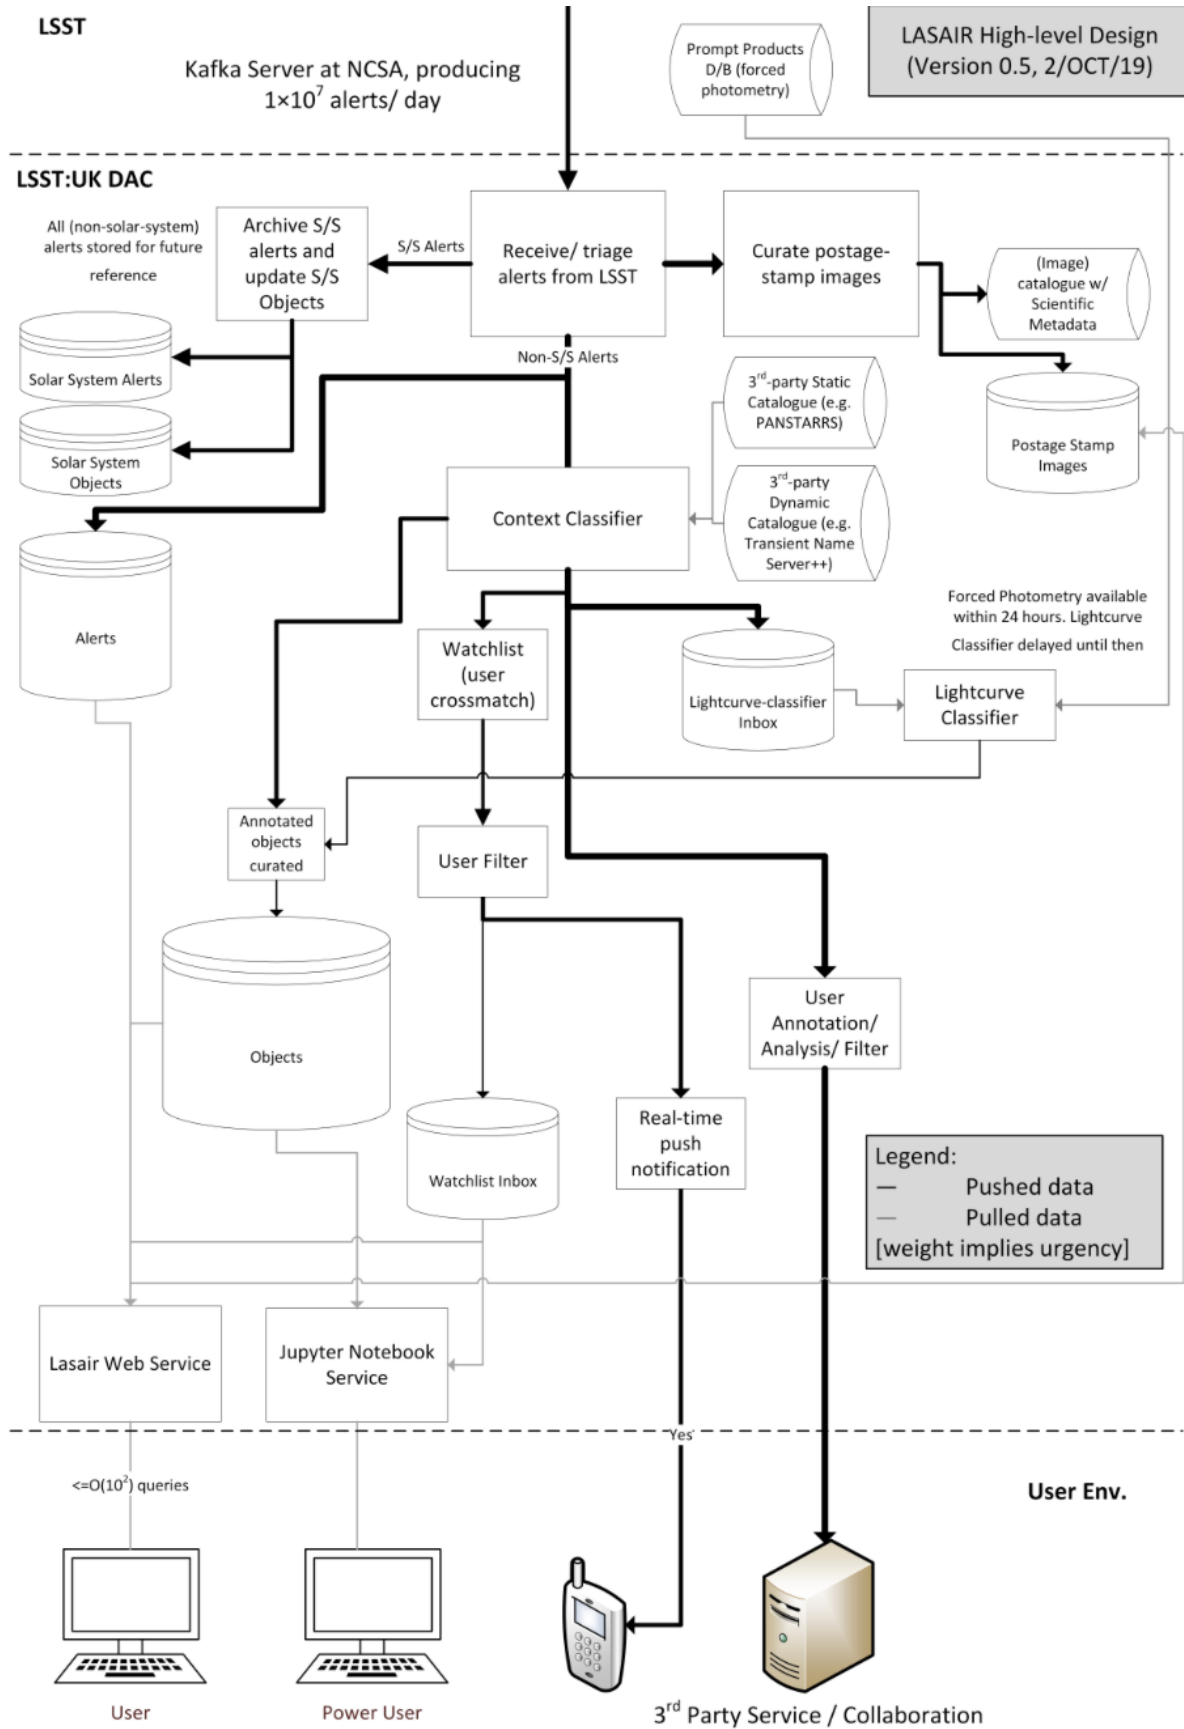 LSST
Kafka Server at NCSA, producing
1×10⁷ alerts/ day
Prompt Products
D/B (forced
photometry)
LASAIR High-level Design
(Version 0.5, 2/OCT/19)
LSST:UK DAC
All (non-solar-system)
alerts stored for future
reference
Archive S/S
alerts and
update S/S
Objects
S/S Alerts
Receive/ triage
alerts from LSST
Curate postage-
stamp images
(Image)
catalogue w/
Scientific
Metadata
Non-S/S Alerts
Solar System Alerts
Solar System
Objects
3rd-party Static
Catalogue (e.g.
PANSTARRS)
Postage Stamp
Images
Context Classifier
3rd-party
Dynamic
Catalogue (e.g.
Transient Name
Server++)
Alerts
Forced Photometry available
within 24 hours. Lightcurve
Classifier delayed until then
Watchlist
(user
crossmatch)
Lightcurve-classifier
Inbox
Lightcurve
Classifier
Annotated
objects
curated
User Filter
User
Annotation/
Analysis/ Filter
Objects
Real-time
push
notification
Watchlist Inbox
Legend:
Pushed data
Pulled data
[weight implies urgency]
Lasair Web Service
Jupyter Notebook
Service
Yes
<=O(10²) queries
User Env.
User
Power User
3rd Party Service / Collaboration